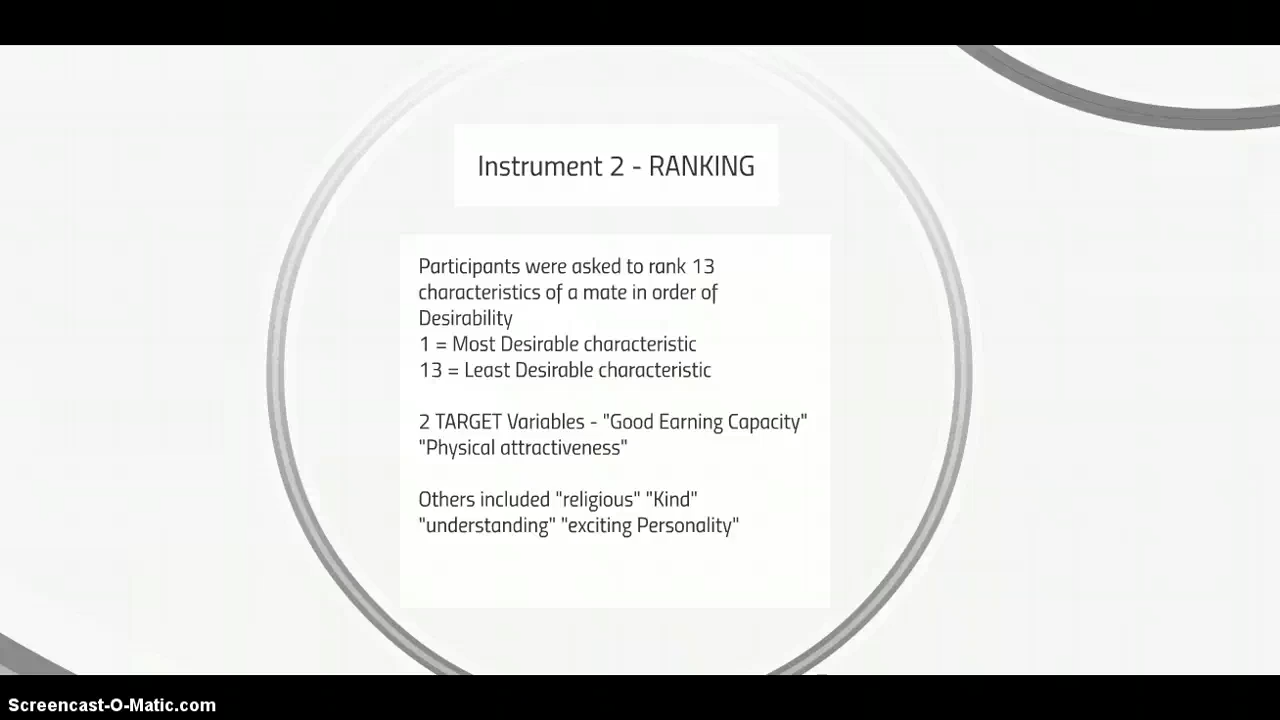 Instrument 2 - RANKING
Participants were asked to rank 13
characteristics of a mate in order of
Desirability
1 = Most Desirable characteristic
13 = Least Desirable characteristic
2 TARGET Variables - "Good Earning Capacity"
"Physical attractiveness"
Others included "religious" "Kind"
"understanding" "exciting Personality"
Screencast-O-Matic.com